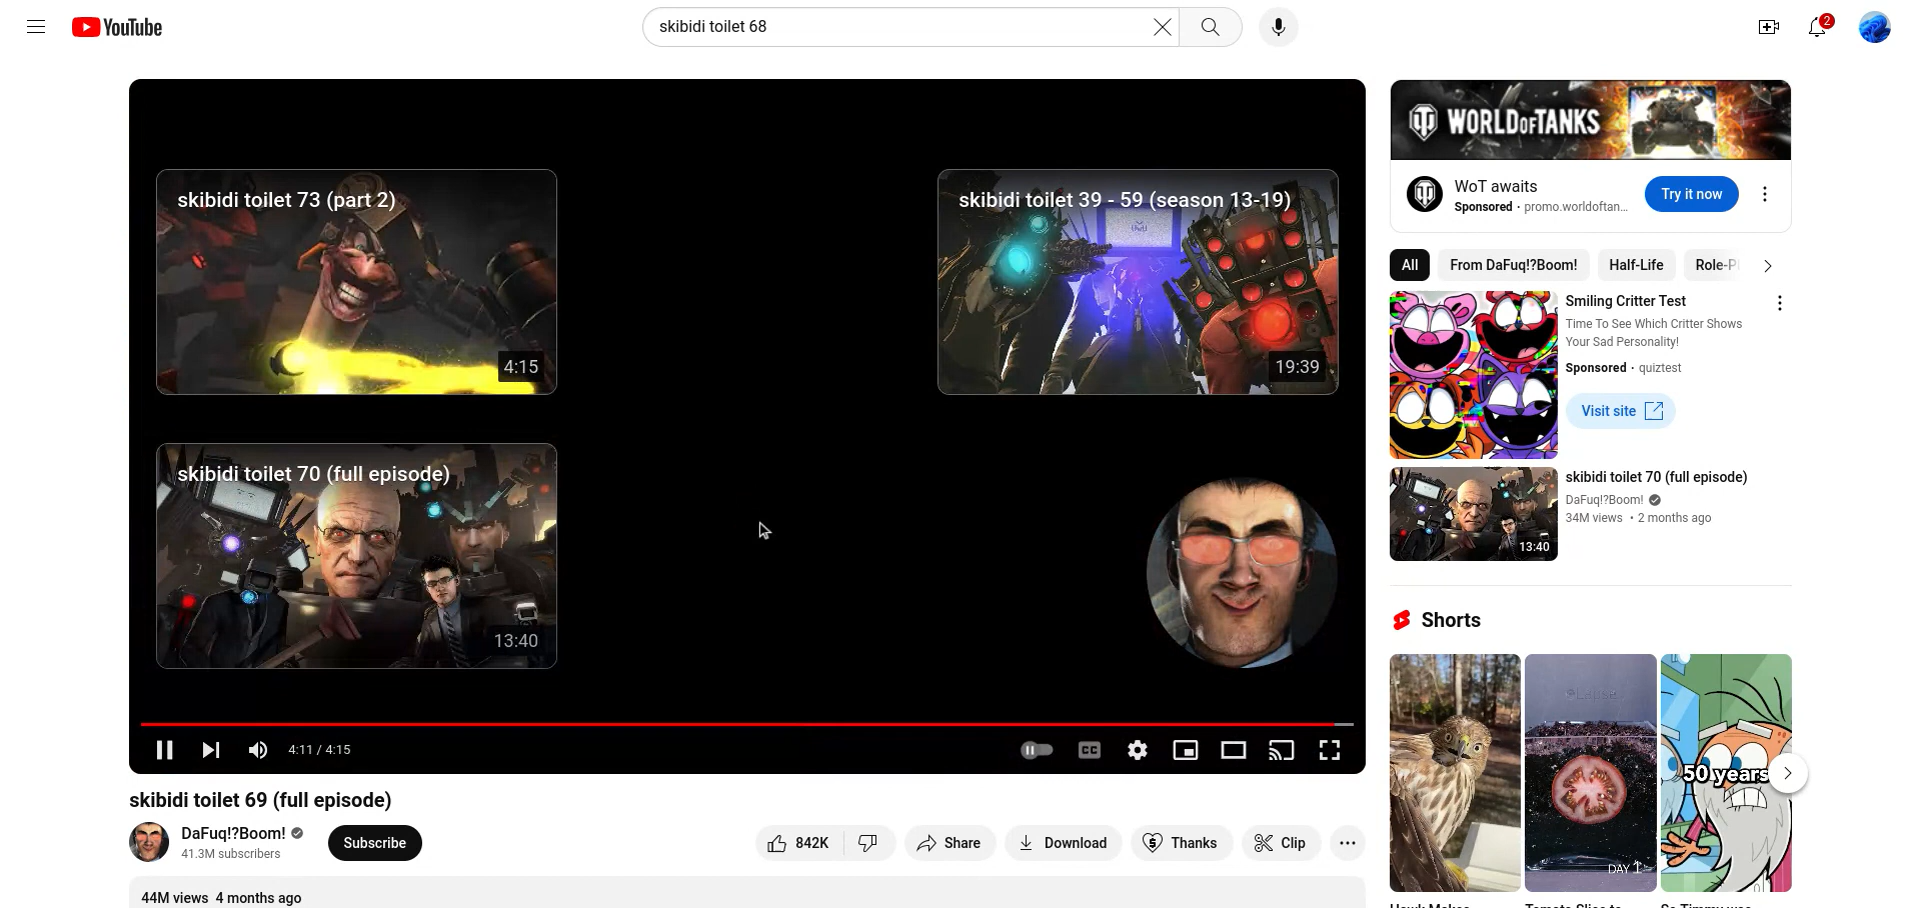 YouTube
skibidi toilet 68
2
skibidi toilet 73 (part 2)
4:15
skibidi toilet 39 - 59 (season 13-19)
19:39
skibidi toilet 70 (full episode)
13:40
4:11 / 4:15
CC
skibidi toilet 69 (full episode)
DaFuq!?Boom!
41.3M subscribers
Subscribe
842K
Share
Download
Thanks
Clip
44M views 4 months ago
WORLD OF TANKS
WoT awaits
Sponsored · promo.worldoftan...
Try it now
All
From DaFuq!?Boom!
Half-Life
Role-P
Smiling Critter Test
Time To See Which Critter Shows
Your Sad Personality!
Sponsored · quiztest
Visit site
skibidi toilet 70 (full episode)
DaFuq!?Boom!
34M views • 2 months ago
13:40
Shorts
DAY 1
50 years